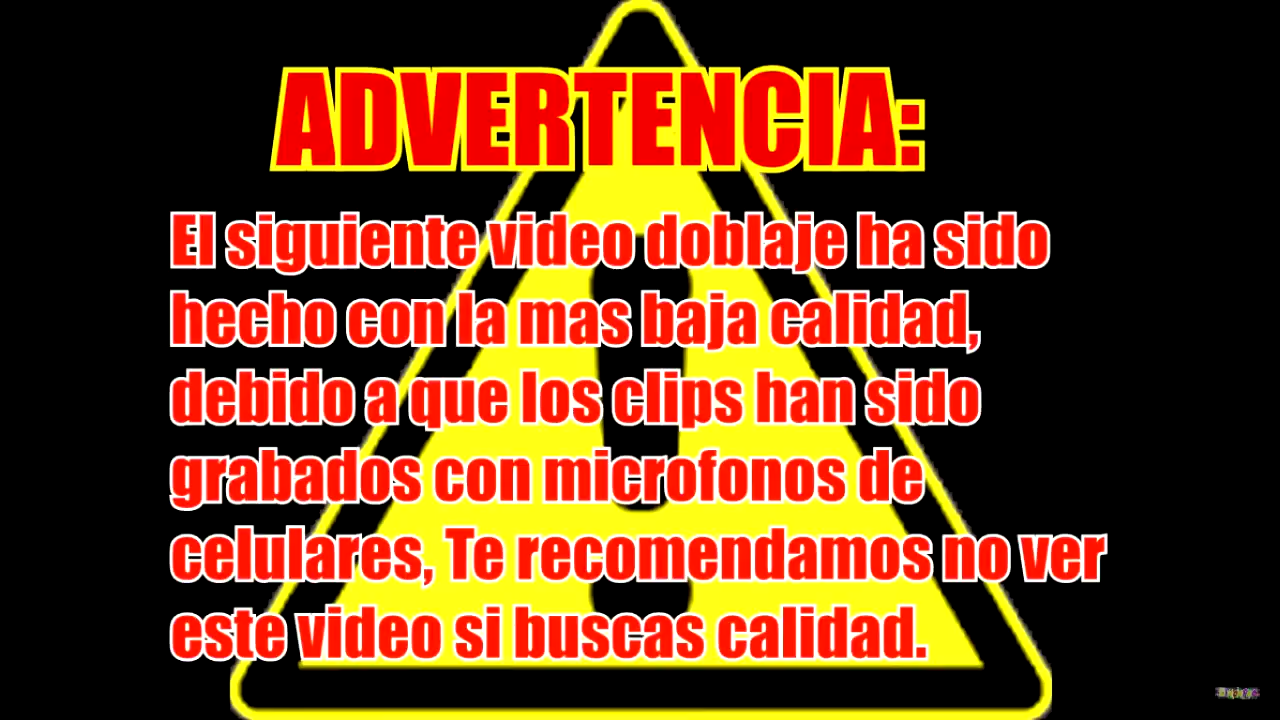 ADVERTENCIA:
El siguiente video doblaje ha sido
hecho con la mas baja calidad,
debido a que los clips han sido
grabados con microfonos de
celulares, Te recomendamos no ver
este video si buscas calidad.